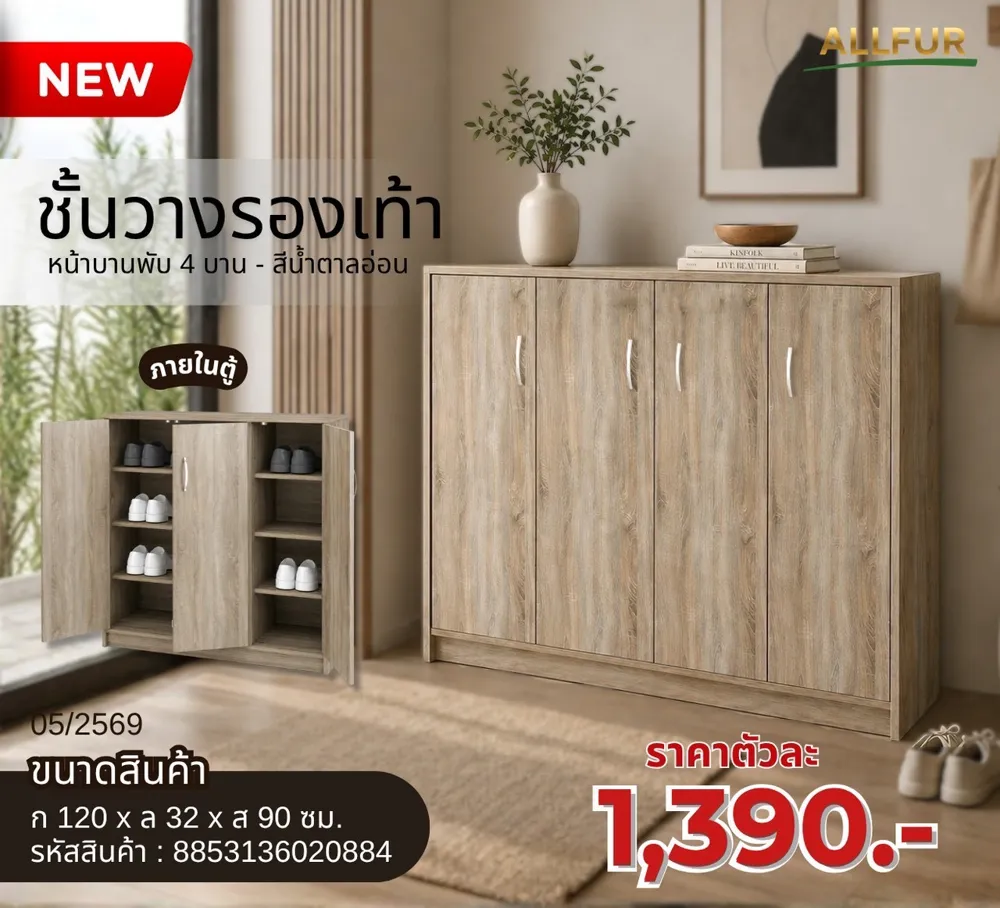 ALLFUR
NEW
ชั้นวางรองเท้า
หน้าบานพับ 4 บาน - สีน้ำตาลอ่อน
KINFOLK
LIVE BEAUTIFUL
ภายในตู้
05/2569
ขนาดสินค้า
ก 120 x ล 32 x ส 90 ซม.
รหัสสินค้า : 8853136020884
ราคาตัวละ
1,390.-